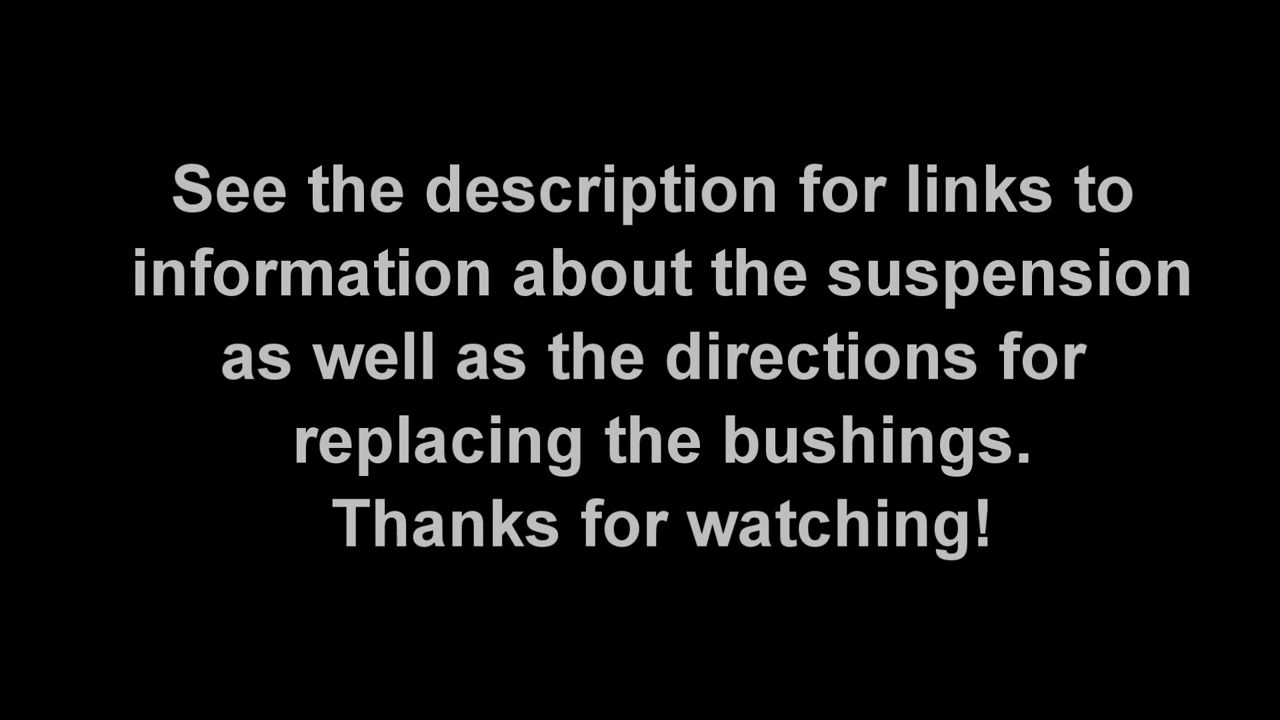 See the description for links to
information about the suspension
as well as the directions for
replacing the bushings.
Thanks for watching!